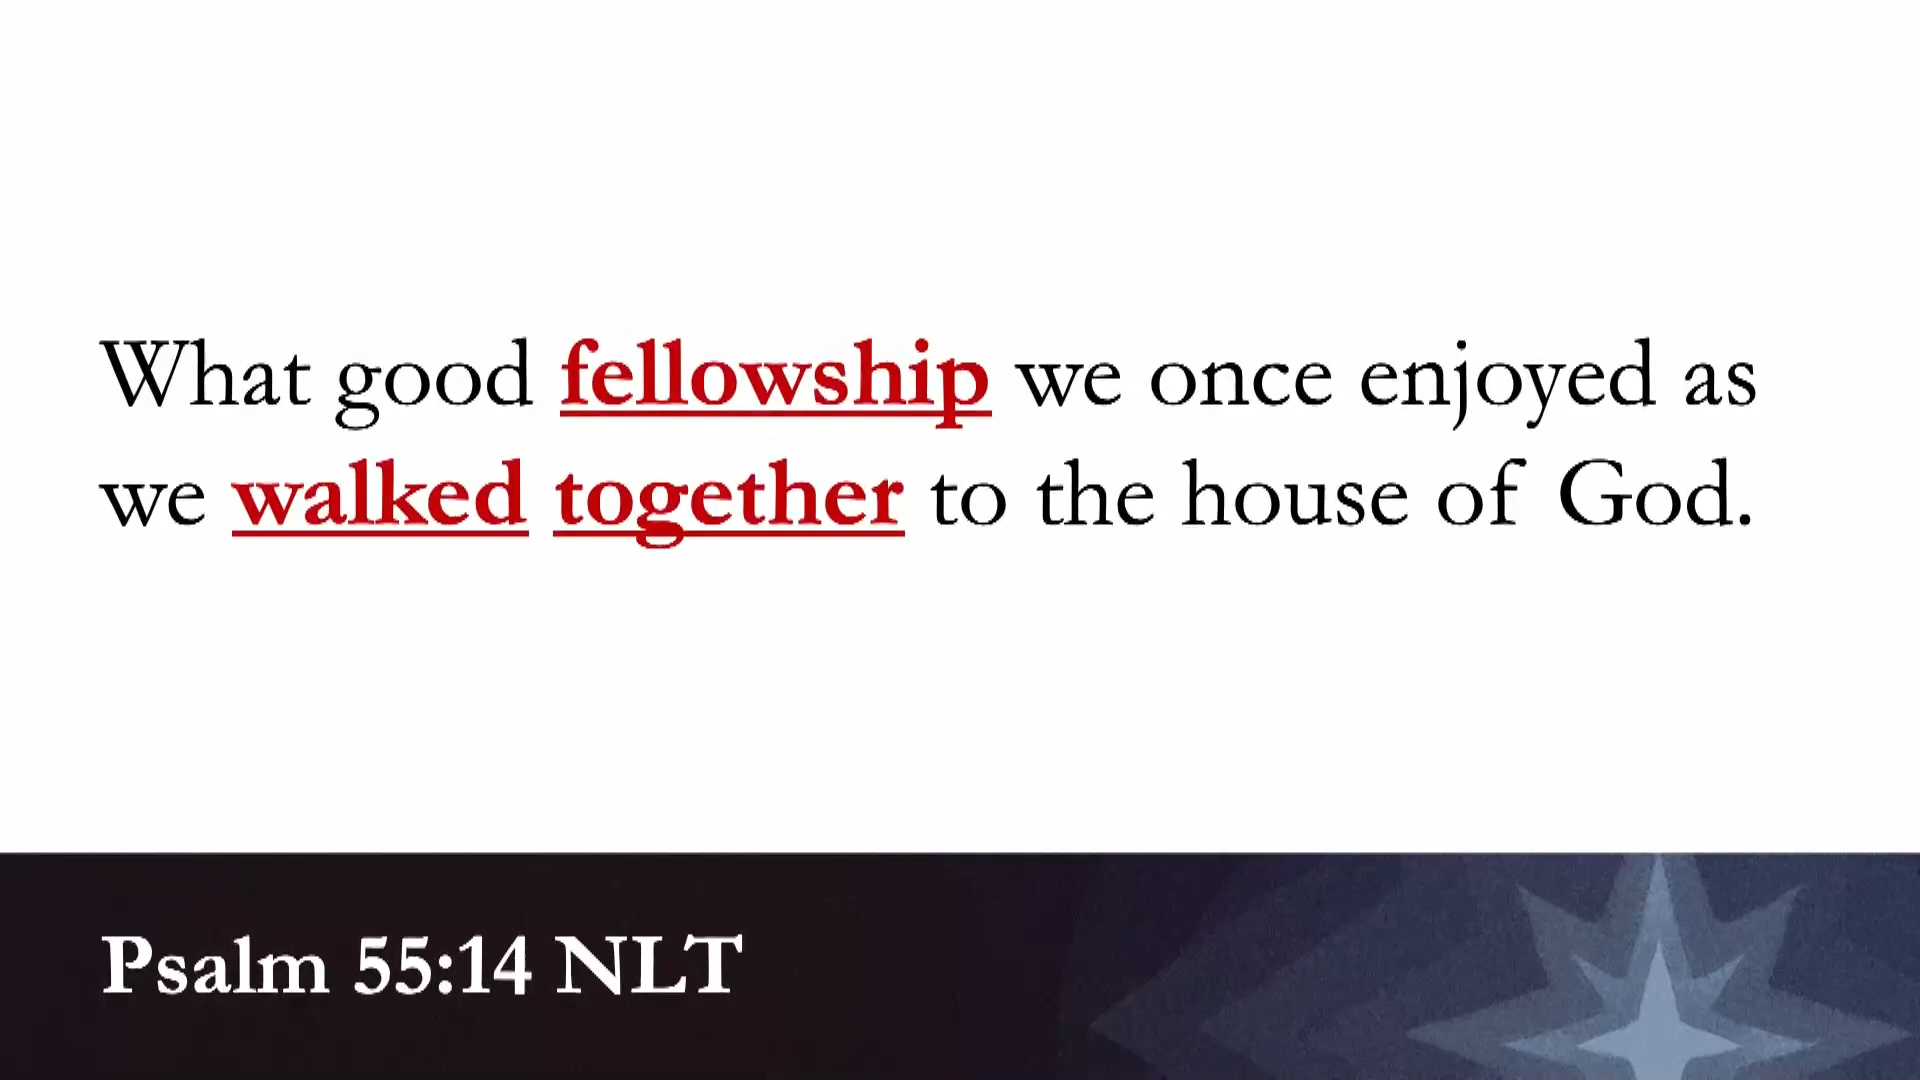 What good fellowship we once enjoyed as
we walked together to the house of God.
Psalm 55:14 NLT